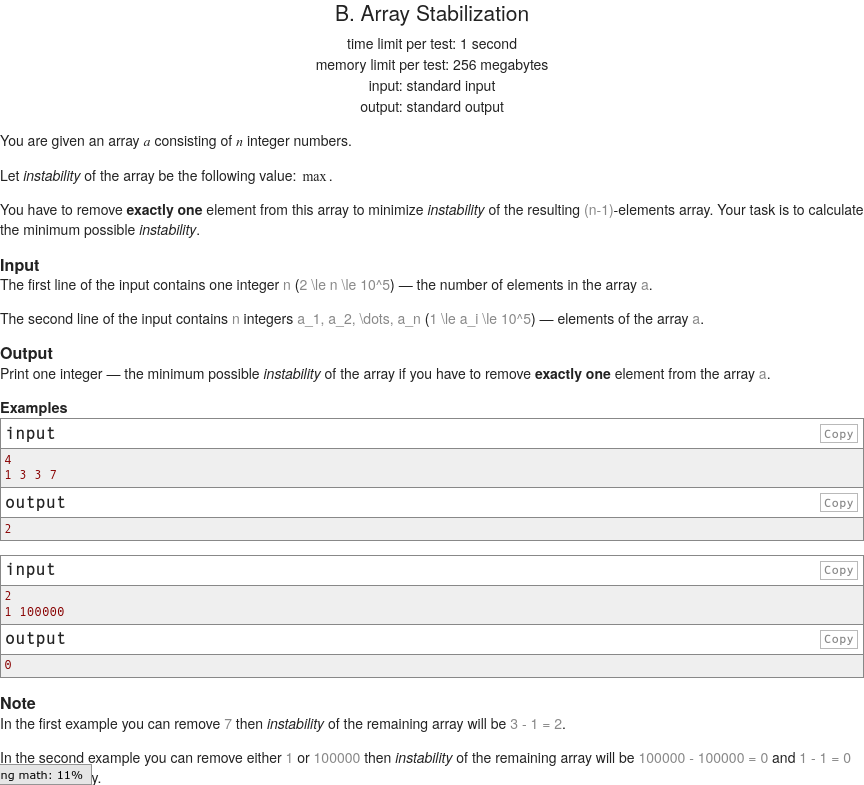 B. Array Stabilization
time limit per test: 1 second
memory limit per test: 256 megabytes
input: standard input
output: standard output
You are given an array a consisting of n integer numbers.
Let instability of the array be the following value: max.
You have to remove exactly one element from this array to minimize instability of the resulting (n-1)-elements array. Your task is to calculate
the minimum possible instability.
Input
The first line of the input contains one integer n (2 \le n \le 10^5) — the number of elements in the array a.
The second line of the input contains n integers a_1, a_2, \dots, a_n (1 \le a_i \le 10^5) — elements of the array a.
Output
Print one integer — the minimum possible instability of the array if you have to remove exactly one element from the array a.
Examples
input
Copy
4
1 3 3 7
output
Copy
2
input
Copy
2
1 100000
output
Copy
0
Note
In the first example you can remove 7 then instability of the remaining array will be 3 - 1 = 2.
In the second example you can remove either 1 or 100000 then instability of the remaining array will be 100000 - 100000 = 0 and 1 - 1 = 0
ng math: 11% y.